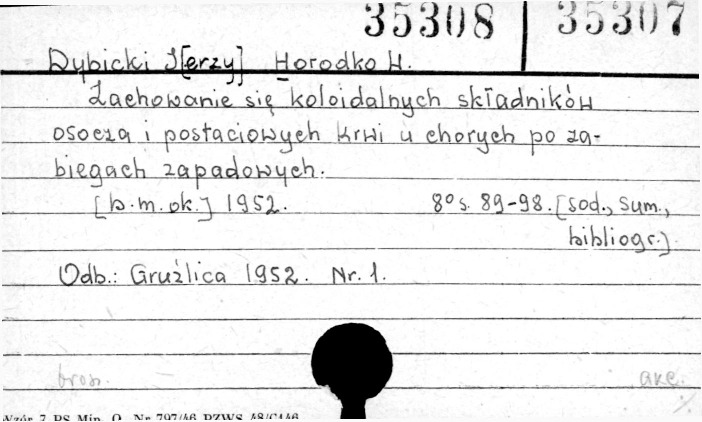 35308 | 35307
Dybicki J[erzy] Horodko H.
Zachowanie się koloidalnych składników
osocza i postaciowych krwi u chorych po za-
biegach zapadowych.
[b.m.ok.] 1952. 8° s. 89-98. [sod., sum.,
bibliogr.]
Odb.: Gruźlica 1952. Nr. 1.
brosz. akc.
Wzór 7. PS Min. O. Nr 797/46 PZWS 48/C146